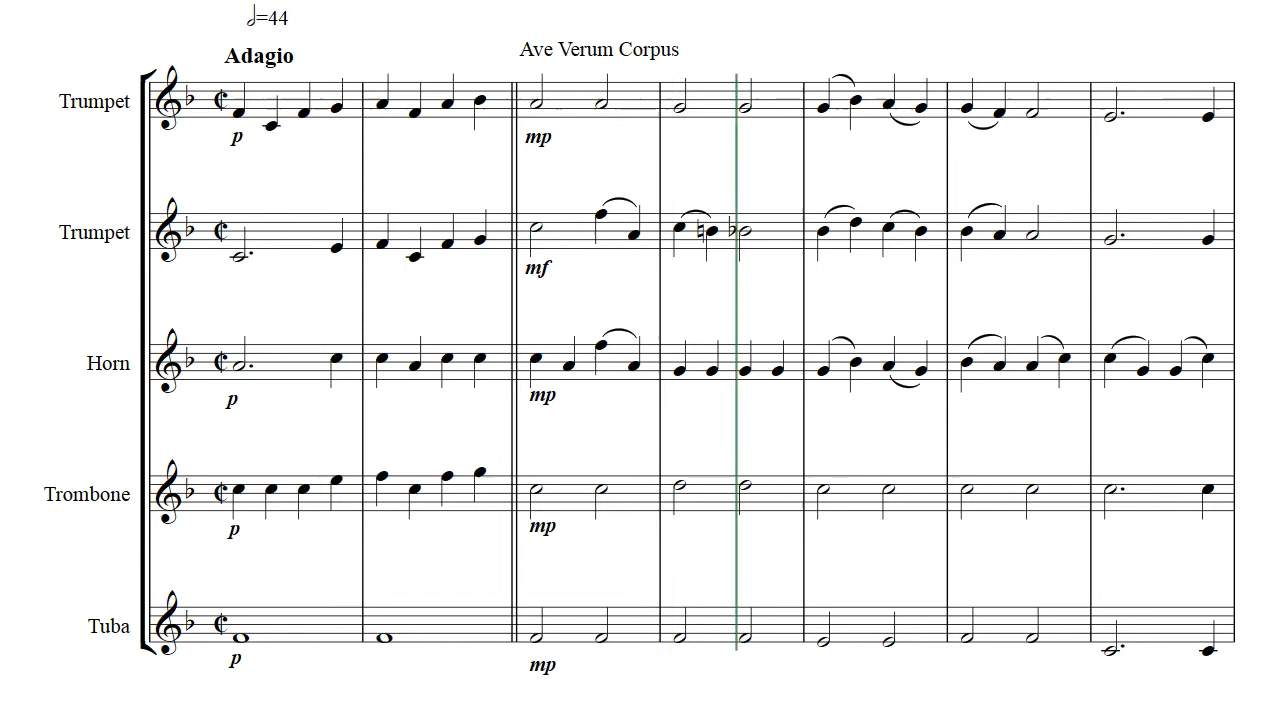 𝅗𝅥=44
Adagio
Ave Verum Corpus
Trumpet
p
mp
Trumpet
mf
Horn
p
mp
Trombone
p
mp
Tuba
p
mp